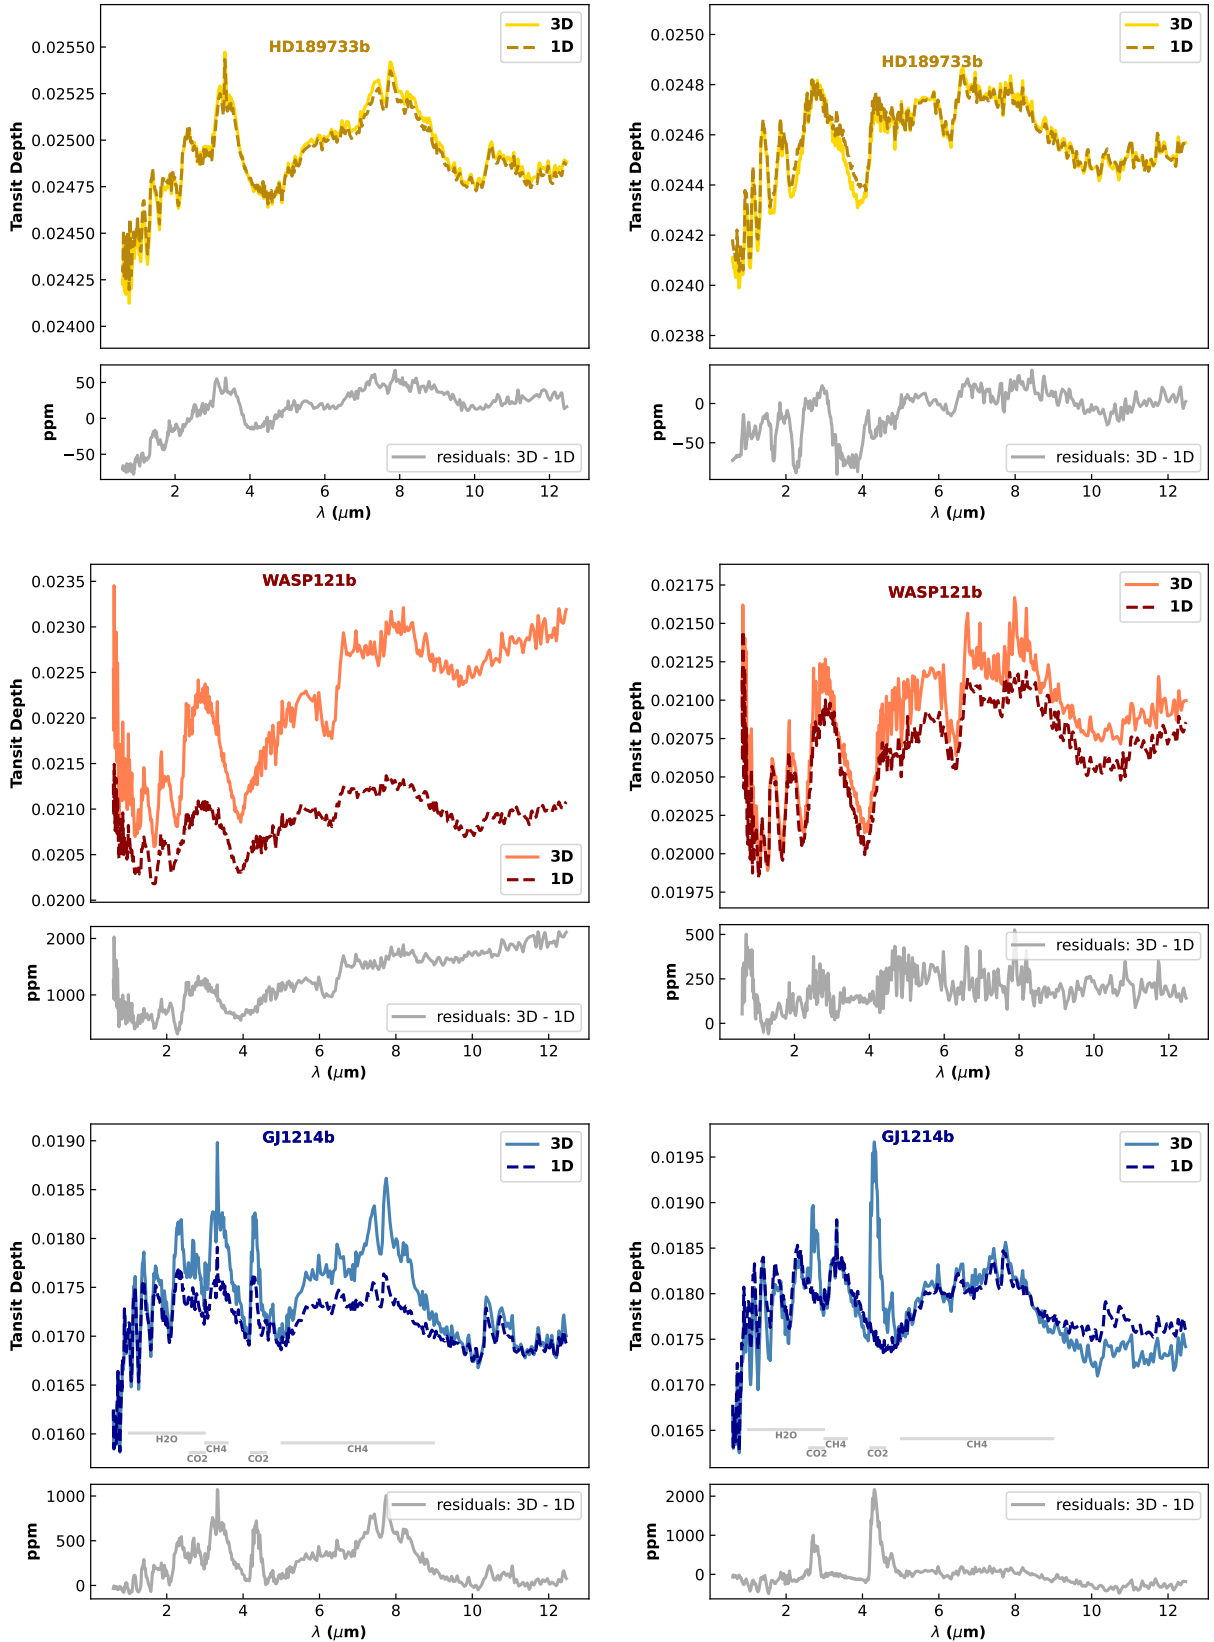 HD189733b
3D
1D
0.02550
0.02525
0.02500
0.02475
0.02450
0.02425
0.02400
Tansit Depth
50
0
−50
ppm
residuals: 3D - 1D
2 4 6 8 10 12
λ (μm)
HD189733b
3D
1D
0.0250
0.0249
0.0248
0.0246
0.0244
0.0242
0.0240
0.0238
Tansit Depth
0
−50
ppm
residuals: 3D - 1D
2 4 6 8 10 12
λ (μm)
WASP121b
0.0235
0.0230
0.0225
0.0220
0.0215
0.0210
0.0205
0.0200
Tansit Depth
3D
1D
2000
1000
ppm
residuals: 3D - 1D
2 4 6 8 10 12
λ (μm)
WASP121b
3D
1D
0.02175
0.02150
0.02125
0.02100
0.02075
0.02050
0.02025
0.02000
0.01975
Tansit Depth
500
250
0
ppm
residuals: 3D - 1D
2 4 6 8 10 12
λ (μm)
GJ1214b
3D
1D
0.0190
0.0185
0.0180
0.0175
0.0170
0.0165
0.0160
Tansit Depth
H2O
CH4
CO2
CO2
CH4
1000
500
0
ppm
residuals: 3D - 1D
2 4 6 8 10 12
λ (μm)
GJ1214b
3D
1D
0.0195
0.0190
0.0185
0.0180
0.0175
0.0170
0.0165
Tansit Depth
H2O
CH4
CO2
CO2
CH4
2000
1000
0
ppm
residuals: 3D - 1D
2 4 6 8 10 12
λ (μm)